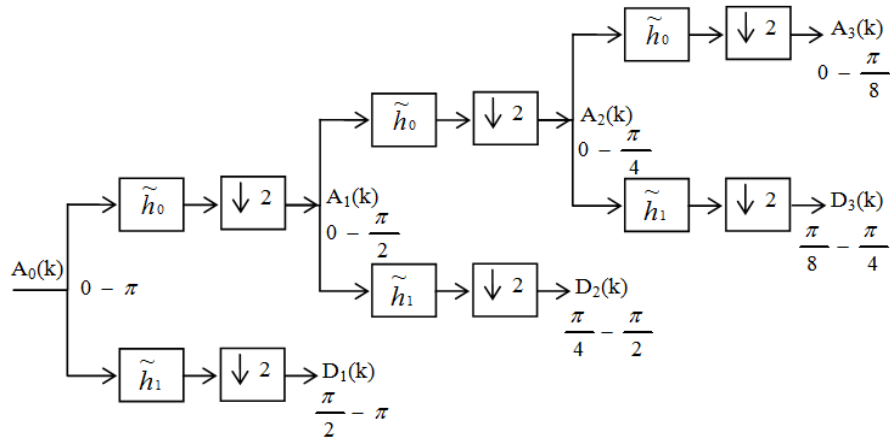 h̃₀ ↓ 2 A₃(k)
0 – π/8
h̃₀ ↓ 2 A₂(k)
0 – π/4
h̃₁ ↓ 2 D₃(k)
π/8 – π/4
h̃₀ ↓ 2 A₁(k)
0 – π/2
A₀(k)
0 – π
h̃₁ ↓ 2 D₂(k)
π/4 – π/2
h̃₁ ↓ 2 D₁(k)
π/2 – π